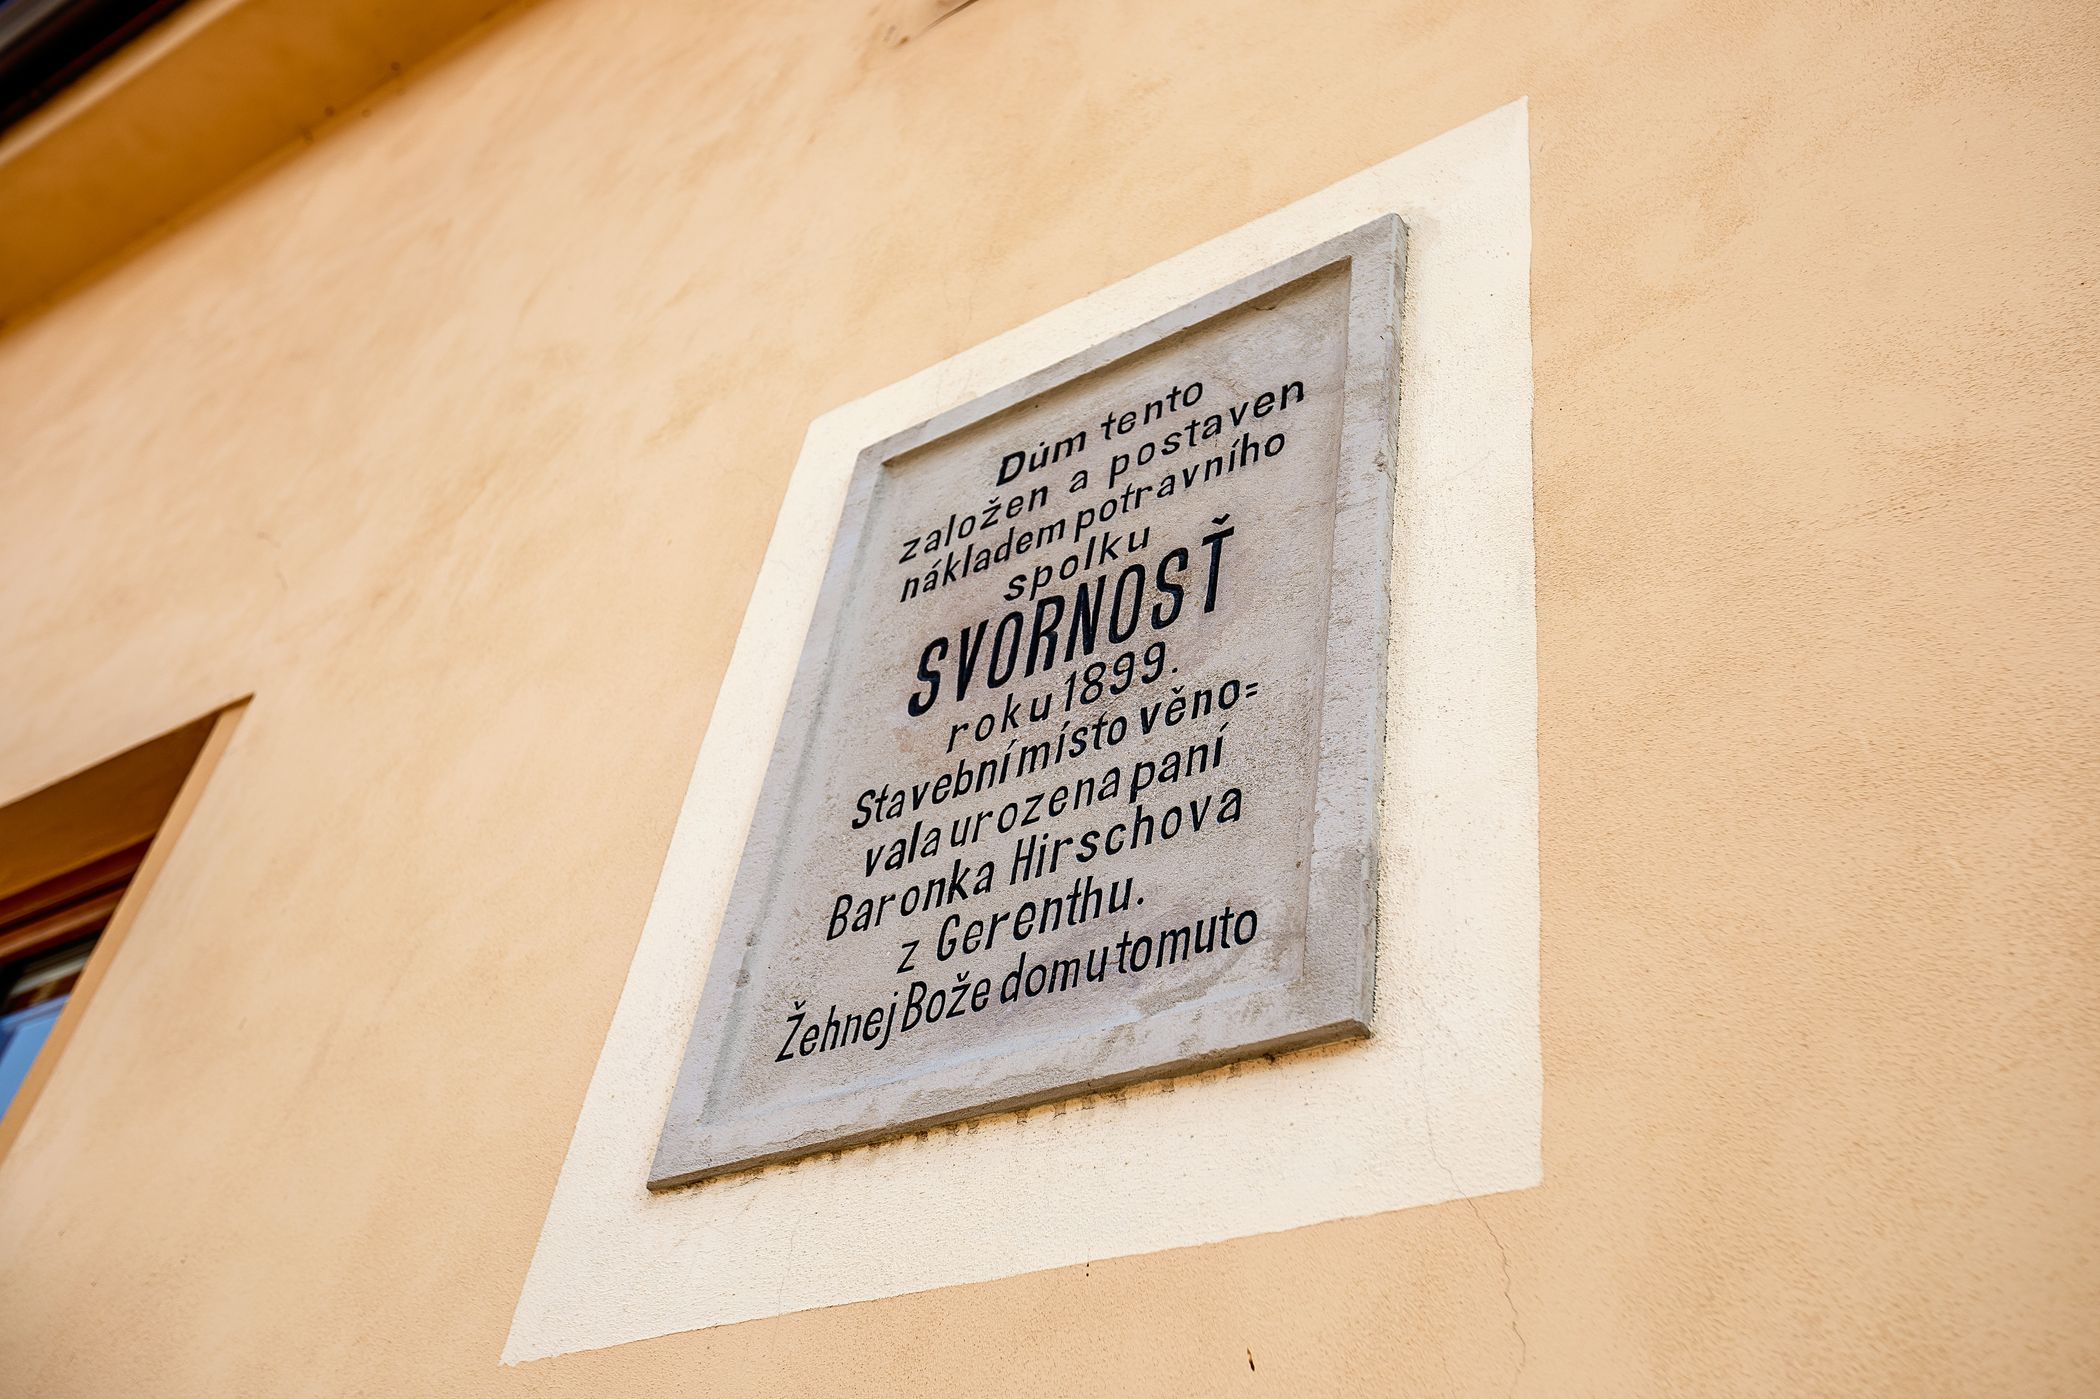 Dům tento
založen a postaven
nákladem potravního
spolku
SVORNOSŤ
roku 1899.
Stavební místo věno=
vala urozena paní
Baronka Hirschova
z Gerenthu.
Žehnej Bože domu tomuto